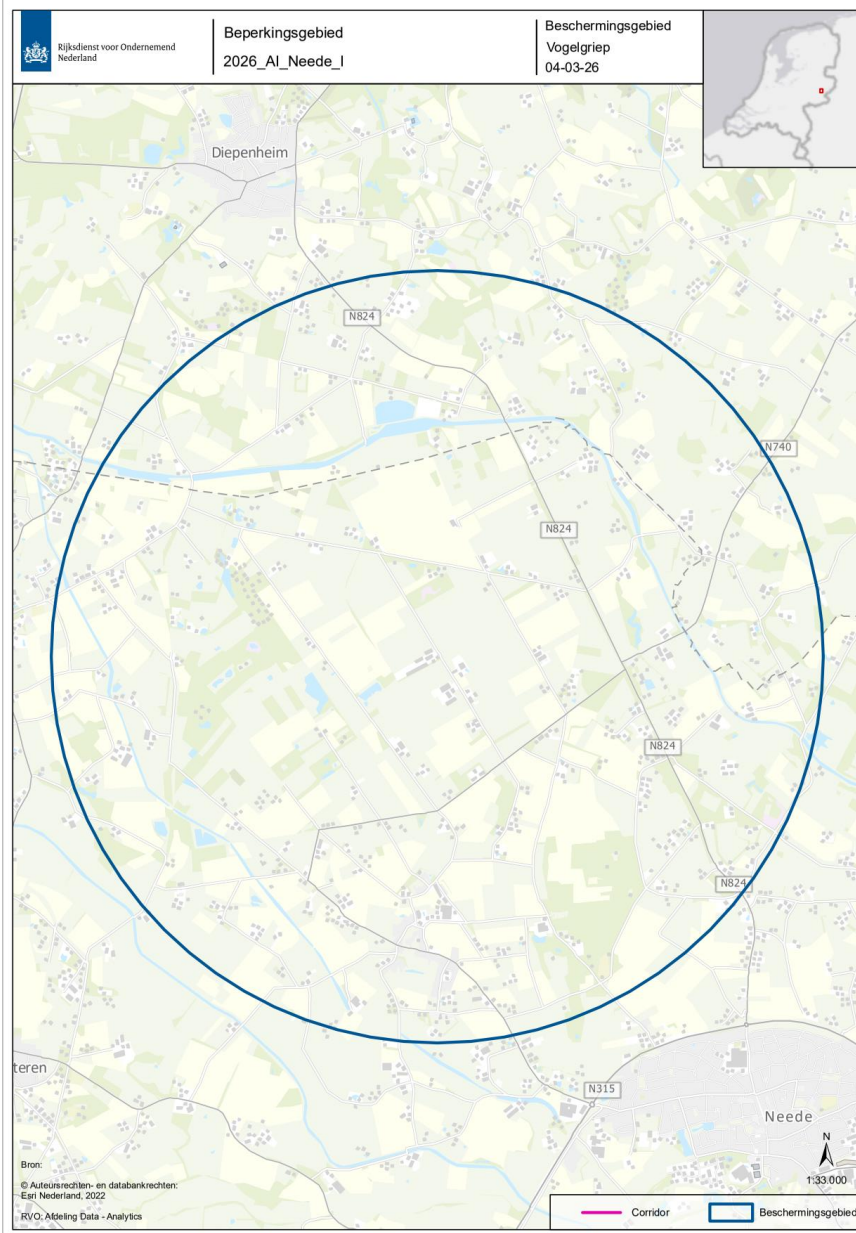 Rijksdienst voor Ondernemend
Nederland
Beperkingsgebied
2026_AI_Neede_I
Beschermingsgebied
Vogelgriep
04-03-26
Diepenheim
N824
N740
N824
N824
N824
N315
teren
Neede
N
1:33.000
Bron:
© Auteursrechten- en databankrechten:
Esri Nederland, 2022
RVO; Afdeling Data - Analytics
Corridor
Beschermingsgebied